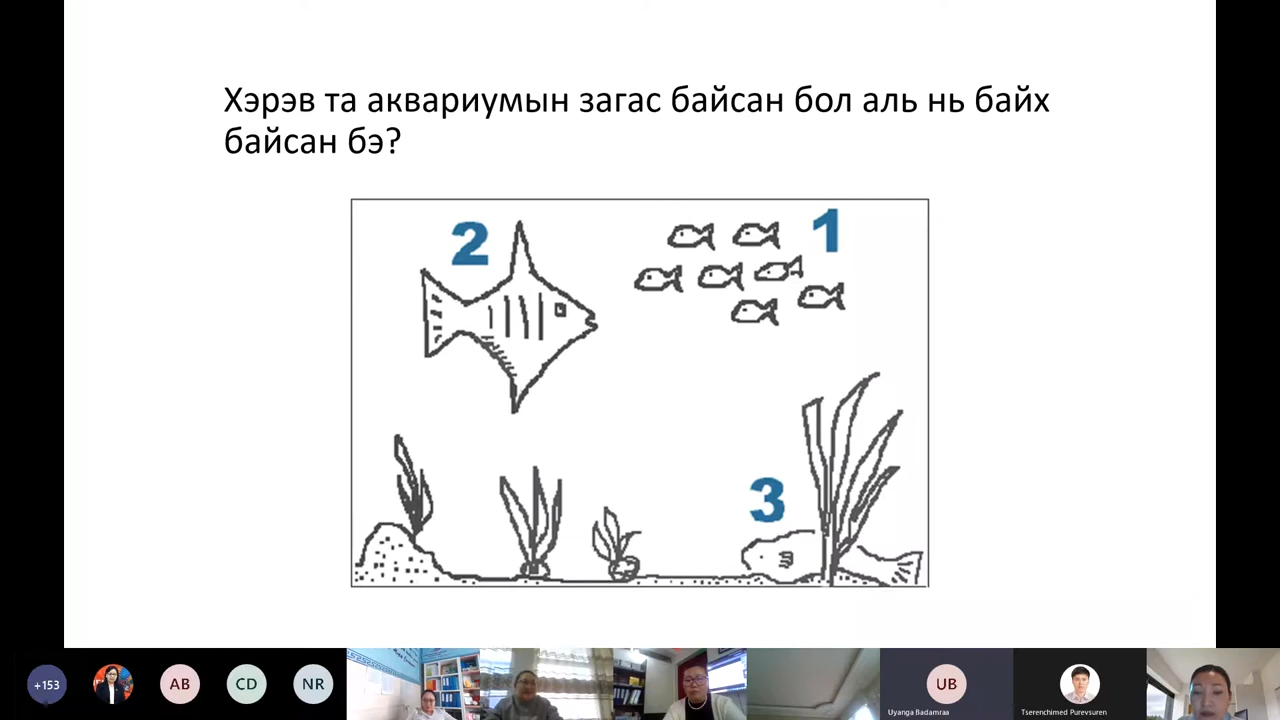 Хэрэв та аквариумын загас байсан бол аль нь байх
байсан бэ?
2
1
3
+153
AB
CD
NR
UB
Uyanga Badamraa
Tserenchimed Purevsuren